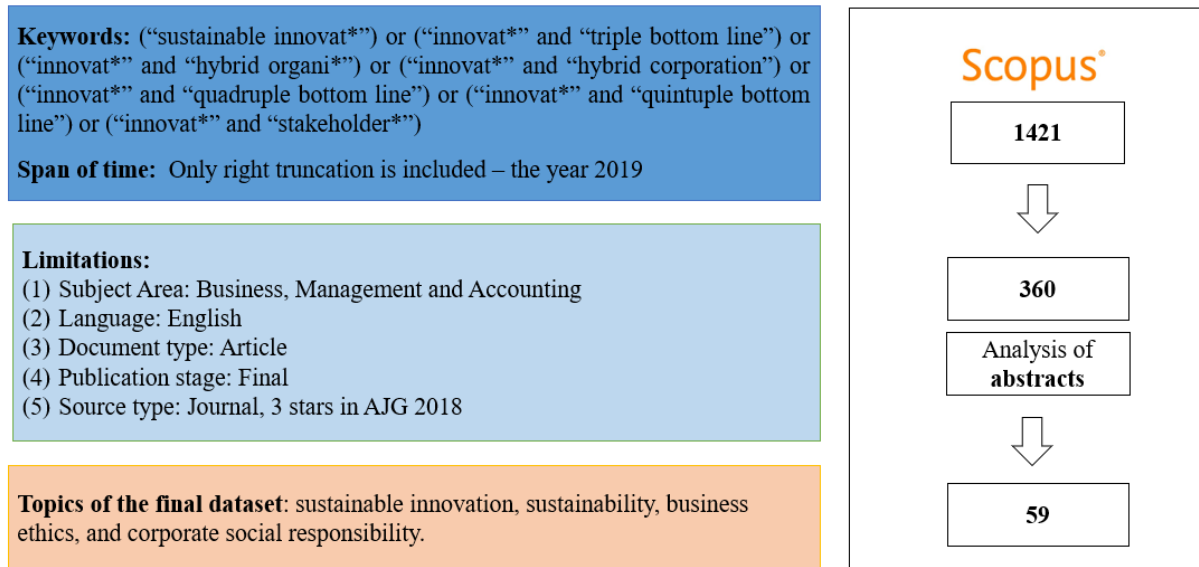 Keywords: (“sustainable innovat*”) or (“innovat*” and “triple bottom line”) or
(“innovat*” and “hybrid organi*”) or (“innovat*” and “hybrid corporation”) or
(“innovat*” and “quadruple bottom line”) or (“innovat*” and “quintuple bottom
line”) or (“innovat*” and “stakeholder*”)
Span of time: Only right truncation is included – the year 2019
Limitations:
(1) Subject Area: Business, Management and Accounting
(2) Language: English
(3) Document type: Article
(4) Publication stage: Final
(5) Source type: Journal, 3 stars in AJG 2018
Topics of the final dataset: sustainable innovation, sustainability, business
ethics, and corporate social responsibility.
Scopus®
1421
360
Analysis of
abstracts
59